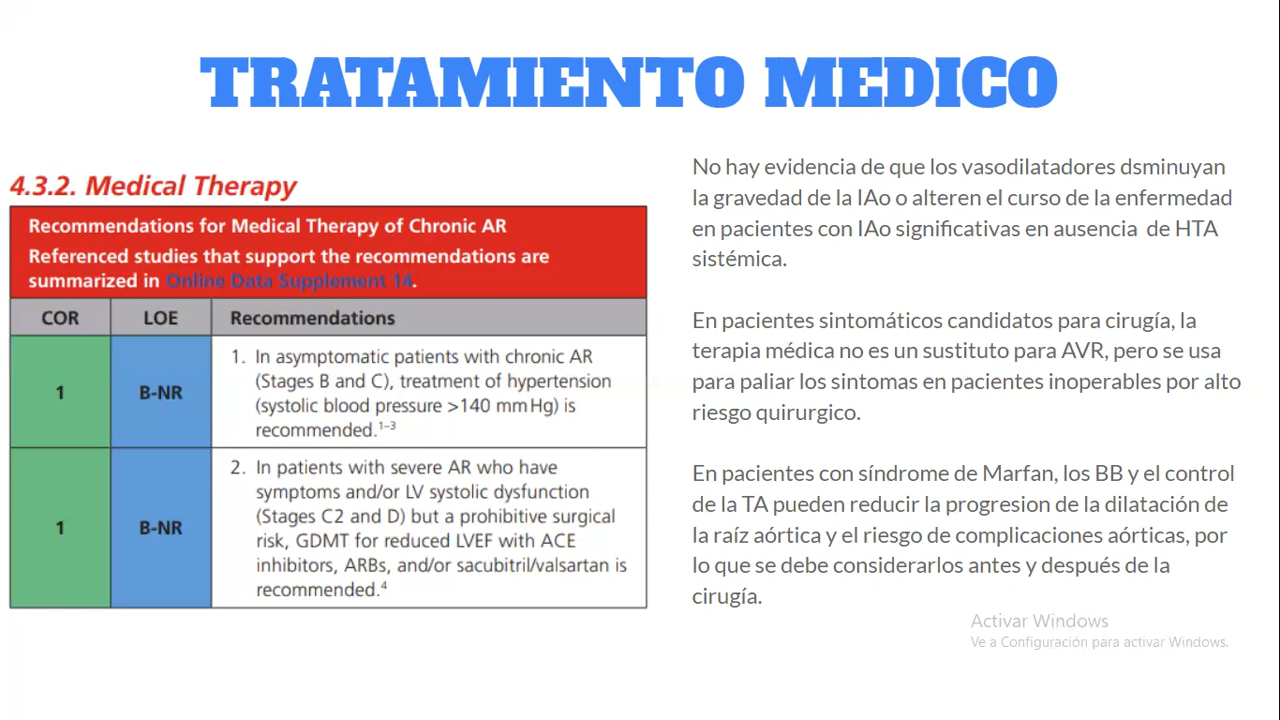 TRATAMIENTO MEDICO
4.3.2. Medical Therapy
Recommendations for Medical Therapy of Chronic AR
Referenced studies that support the recommendations are
summarized in Online Data Supplement 14.
COR LOE Recommendations
1 B-NR 1. In asymptomatic patients with chronic AR
(Stages B and C), treatment of hypertension
(systolic blood pressure >140 mm Hg) is
recommended.1–3
1 B-NR 2. In patients with severe AR who have
symptoms and/or LV systolic dysfunction
(Stages C2 and D) but a prohibitive surgical
risk, GDMT for reduced LVEF with ACE
inhibitors, ARBs, and/or sacubitril/valsartan is
recommended.4
No hay evidencia de que los vasodilatadores dsminuyan
la gravedad de la IAo o alteren el curso de la enfermedad
en pacientes con IAo significativas en ausencia de HTA
sistémica.
En pacientes sintomáticos candidatos para cirugía, la
terapia médica no es un sustituto para AVR, pero se usa
para paliar los sintomas en pacientes inoperables por alto
riesgo quirurgico.
En pacientes con síndrome de Marfan, los BB y el control
de la TA pueden reducir la progresion de la dilatación de
la raíz aórtica y el riesgo de complicaciones aórticas, por
lo que se debe considerarlos antes y después de la
cirugía.
Activar Windows
Ve a Configuración para activar Windows.